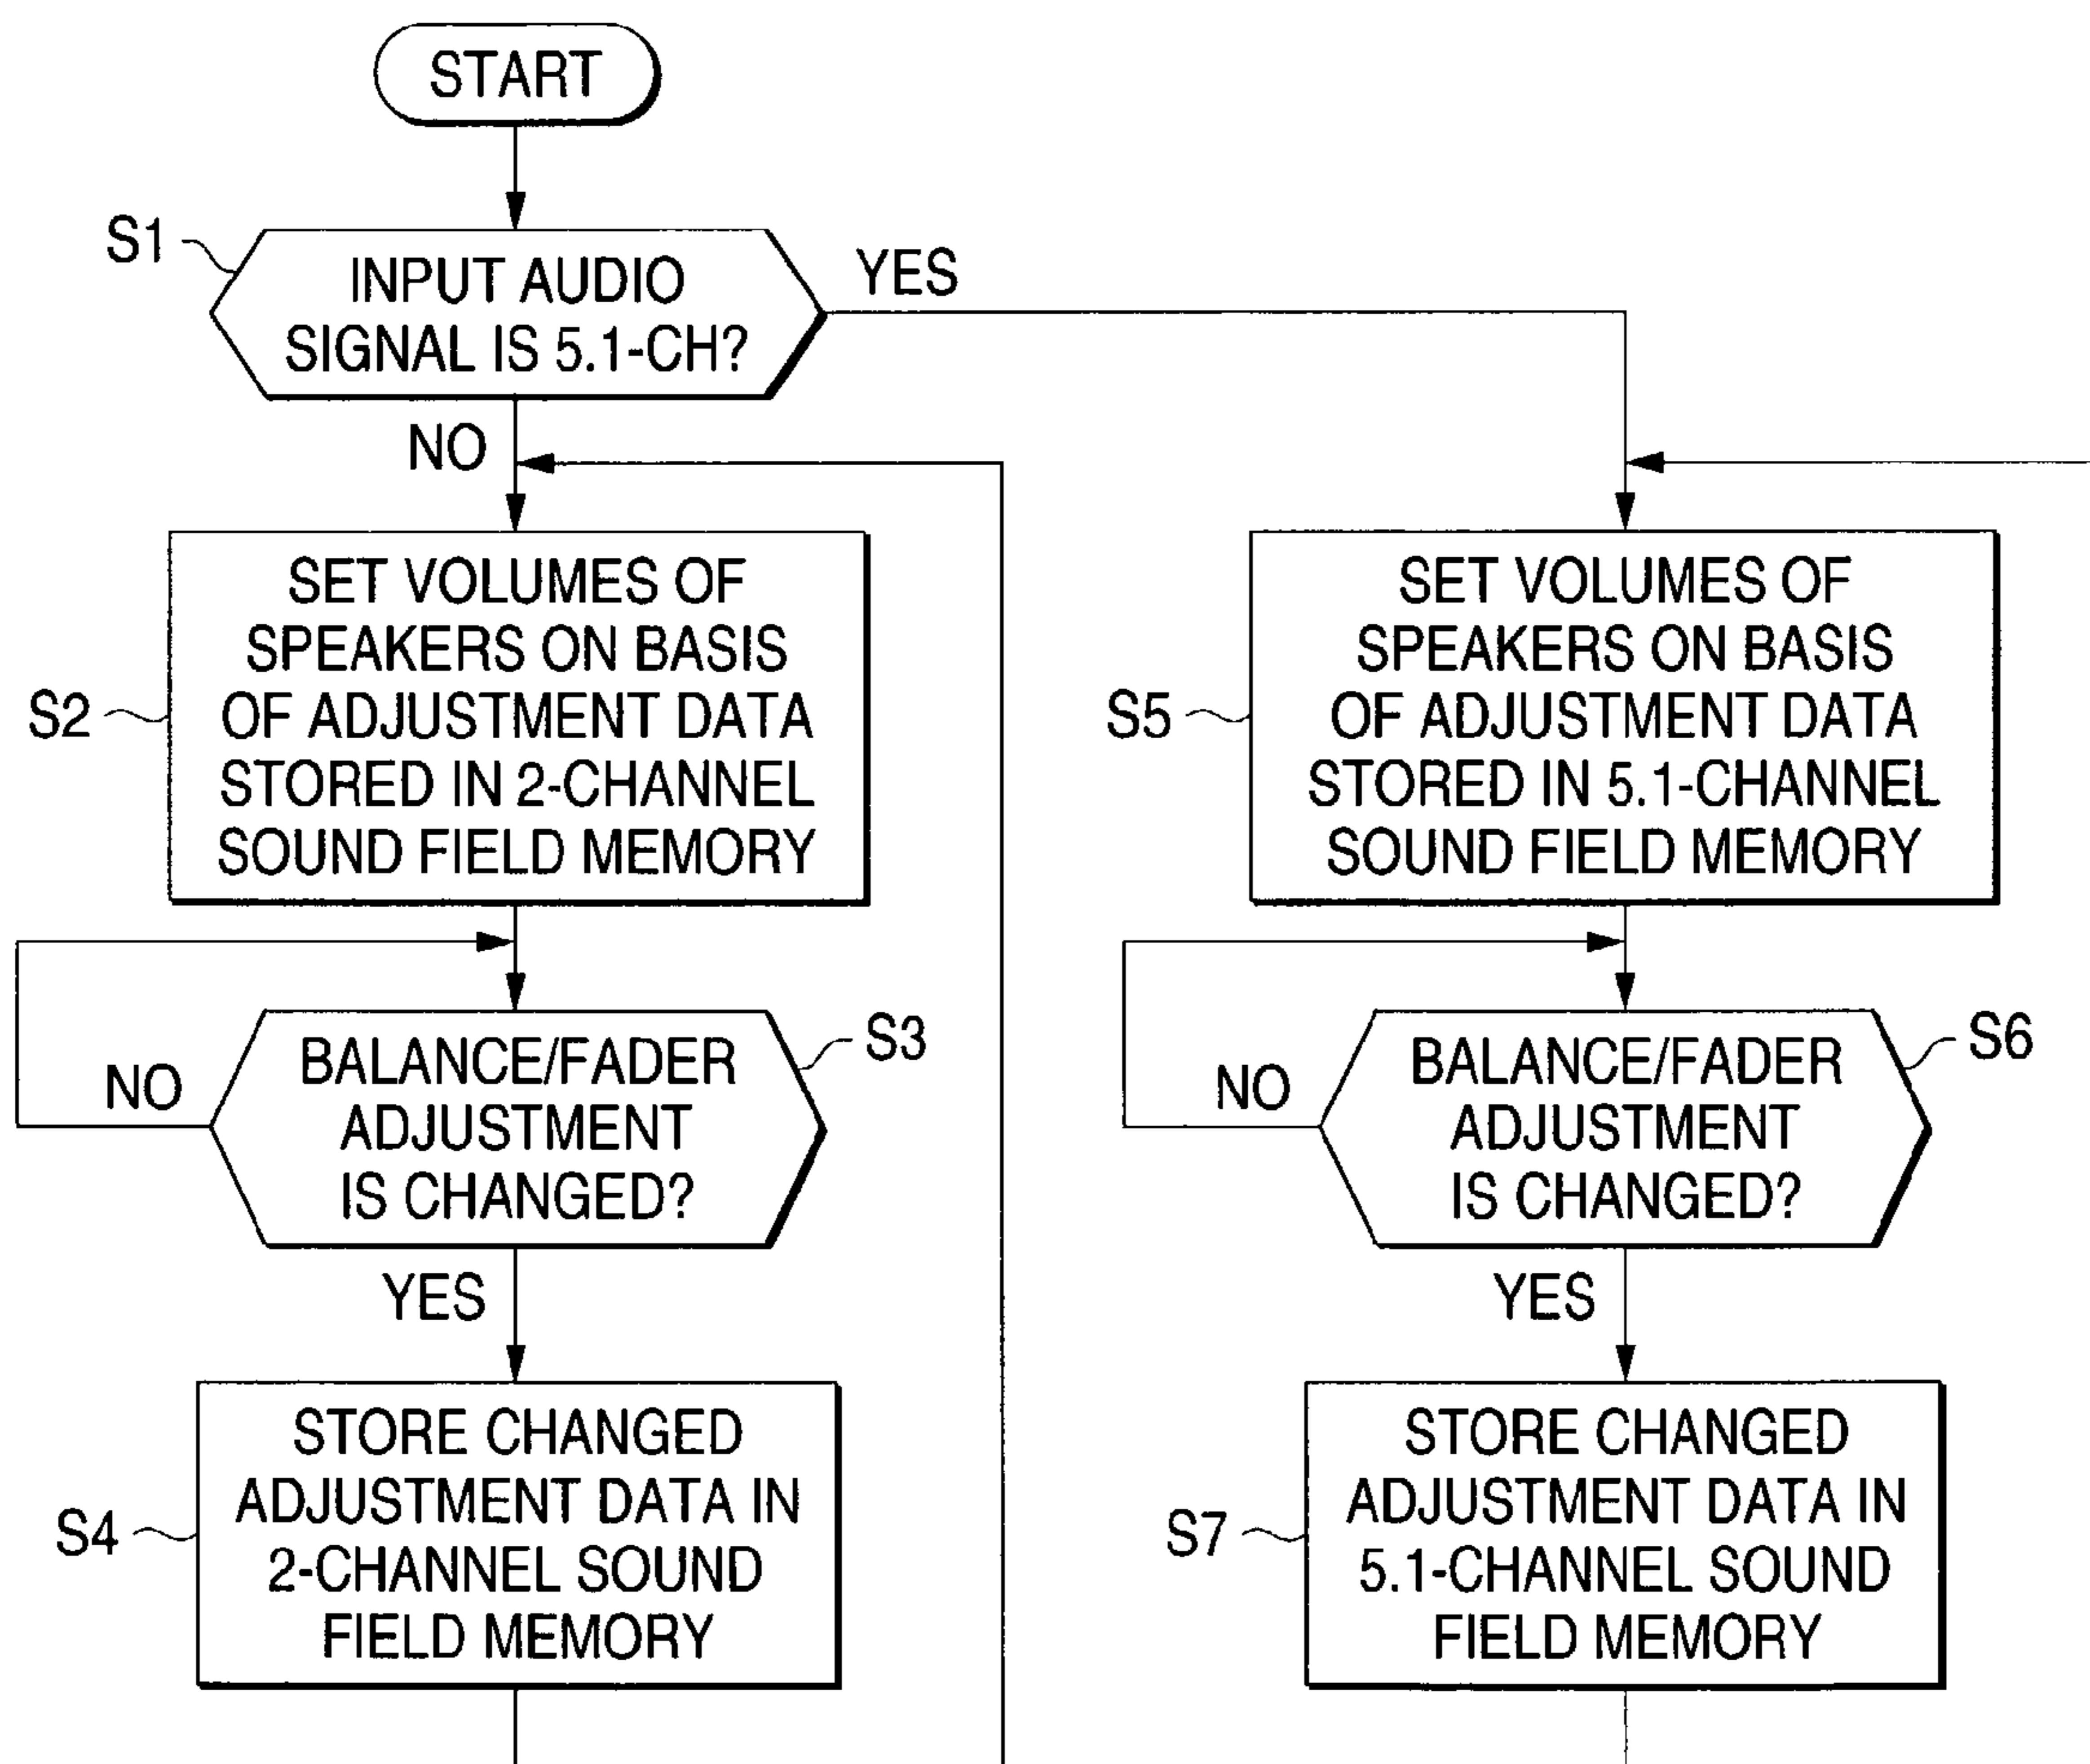 START
S1
INPUT AUDIO
SIGNAL IS 5.1-CH?
YES
NO
S2
SET VOLUMES OF
SPEAKERS ON BASIS
OF ADJUSTMENT DATA
STORED IN 2-CHANNEL
SOUND FIELD MEMORY
S3
BALANCE/FADER
ADJUSTMENT
IS CHANGED?
NO
YES
S4
STORE CHANGED
ADJUSTMENT DATA IN
2-CHANNEL SOUND
FIELD MEMORY
S5
SET VOLUMES OF
SPEAKERS ON BASIS
OF ADJUSTMENT DATA
STORED IN 5.1-CHANNEL
SOUND FIELD MEMORY
S6
BALANCE/FADER
ADJUSTMENT
IS CHANGED?
NO
YES
S7
STORE CHANGED
ADJUSTMENT DATA IN
5.1-CHANNEL SOUND
FIELD MEMORY